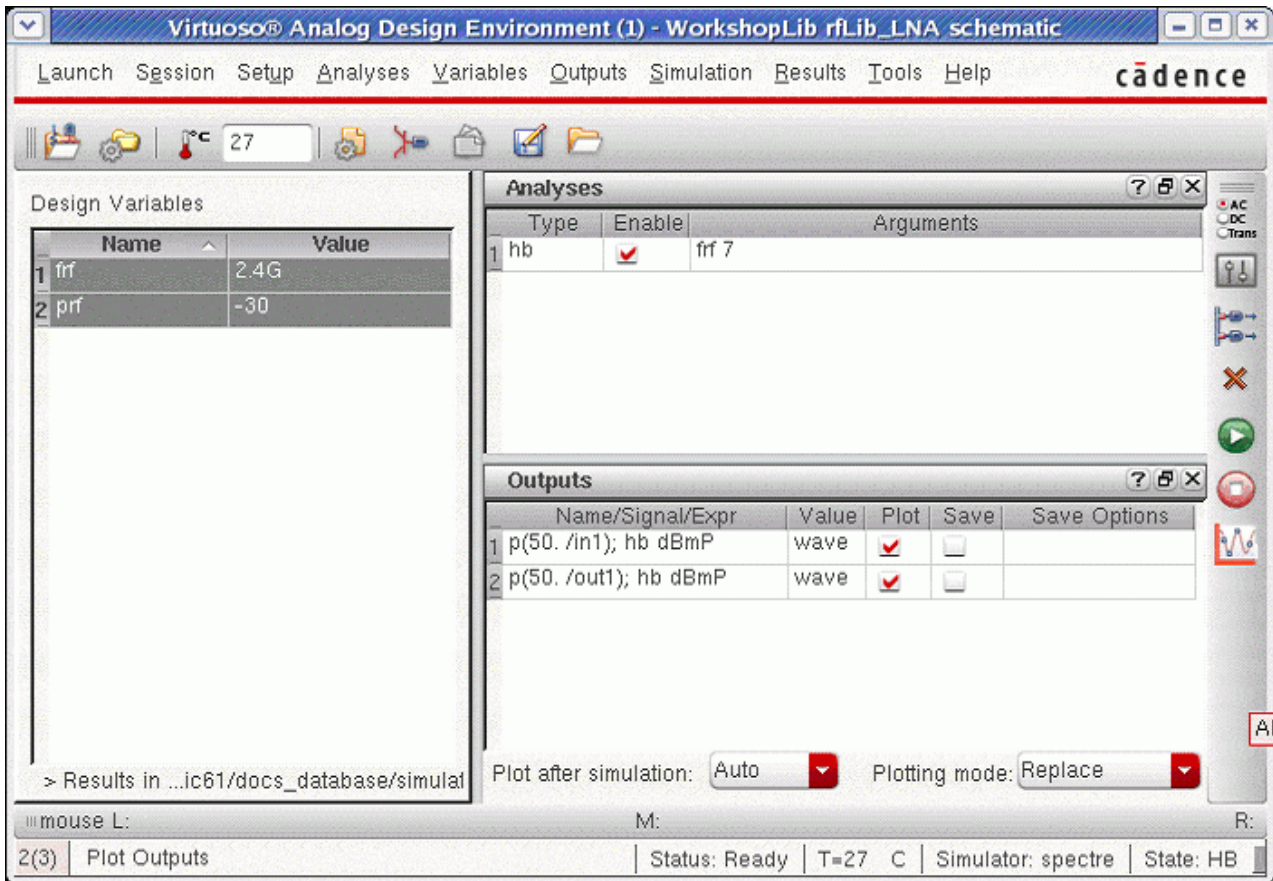 Virtuoso® Analog Design Environment (1) - WorkshopLib rfLib_LNA schematic
Launch Session Setup Analyses Variables Outputs Simulation Results Tools Help cādence
°C 27
Design Variables
Name Value
1 frf 2.4G
2 prf -30
> Results in ...ic61/docs_database/simulat
Analyses
Type Enable Arguments
1 hb frf 7
AC
DC
Trans
Outputs
Name/Signal/Expr Value Plot Save Save Options
1 p(50. /in1); hb dBmP wave
2 p(50. /out1); hb dBmP wave
Plot after simulation: Auto Plotting mode: Replace
mouse L: M: R:
2(3) Plot Outputs Status: Ready T=27 C Simulator: spectre State: HB